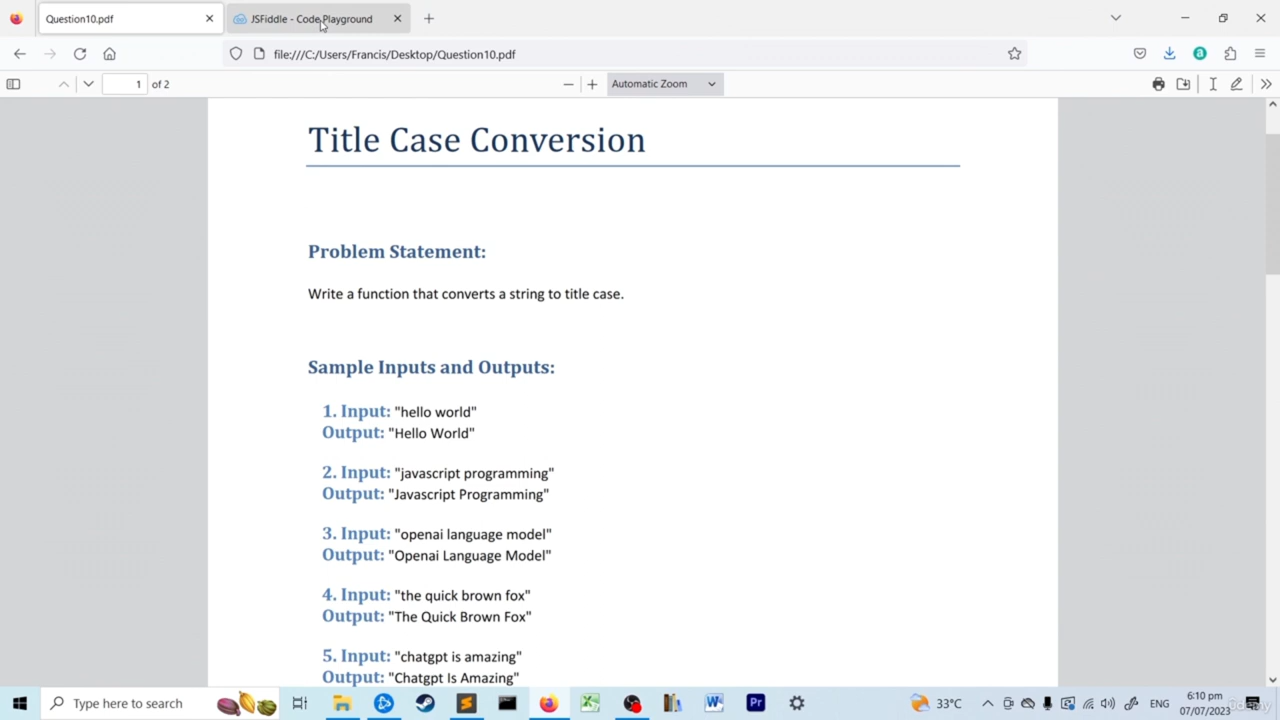 Question10.pdf
JSFiddle - Code Playground
file:///C:/Users/Francis/Desktop/Question10.pdf
1 of 2
Automatic Zoom
Title Case Conversion
Problem Statement:
Write a function that converts a string to title case.
Sample Inputs and Outputs:
1. Input: "hello world"
Output: "Hello World"
2. Input: "javascript programming"
Output: "Javascript Programming"
3. Input: "openai language model"
Output: "Openai Language Model"
4. Input: "the quick brown fox"
Output: "The Quick Brown Fox"
5. Input: "chatgpt is amazing"
Output: "Chatgpt Is Amazing"
Type here to search
33°C
ENG
6:10 pm
07/07/2023
Udemy